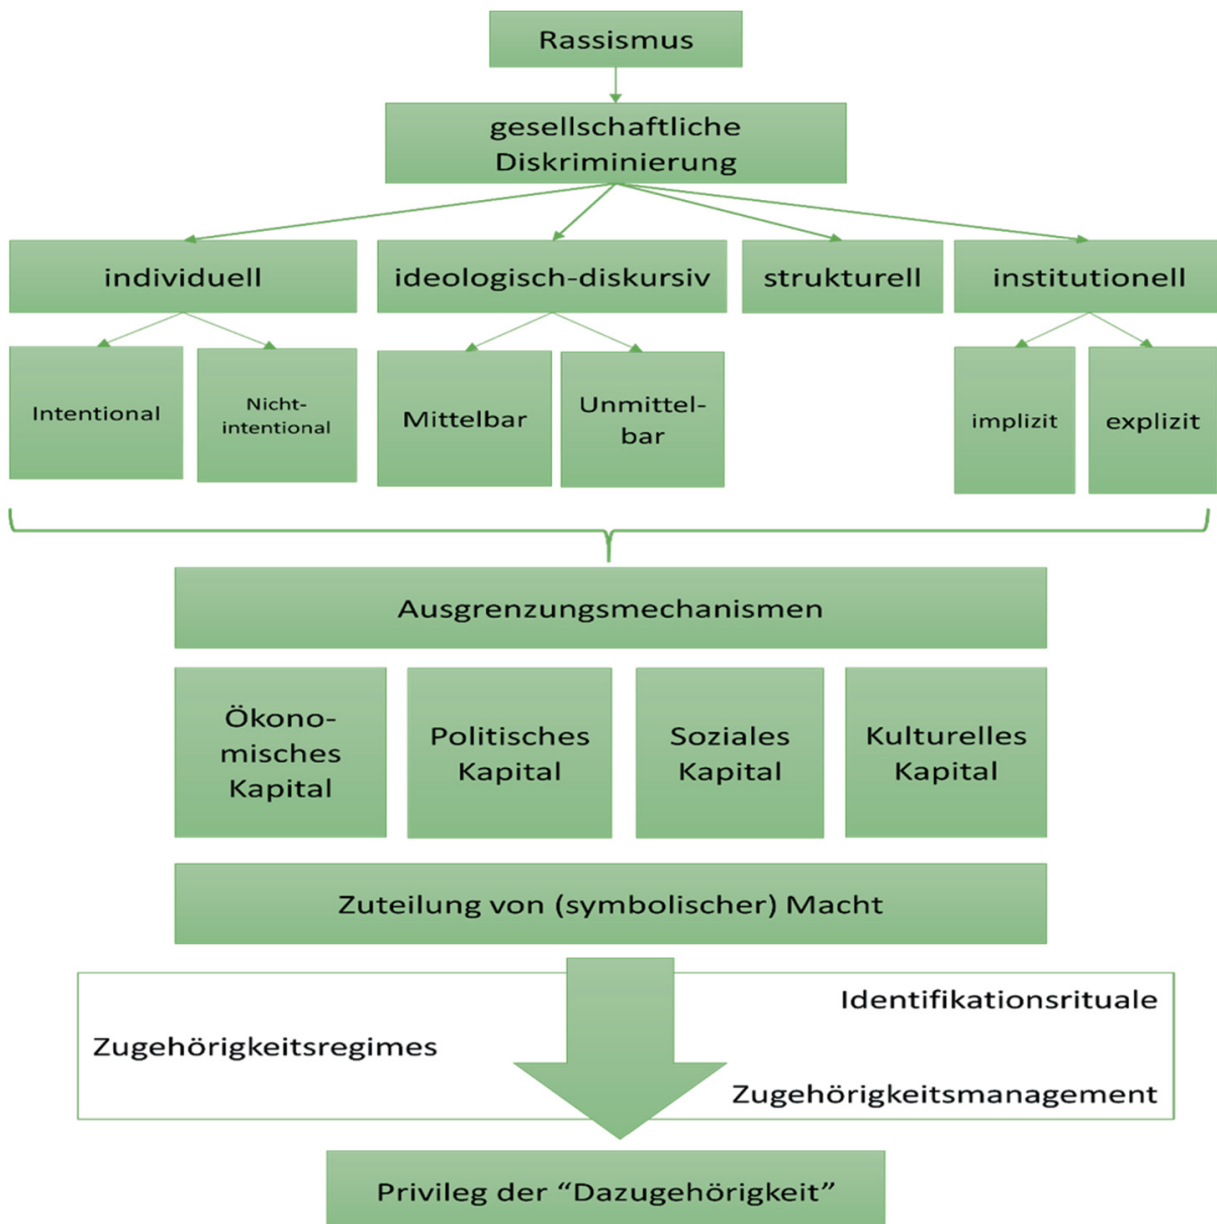 Rassismus
gesellschaftliche
Diskriminierung
individuell
ideologisch-diskursiv
strukturell
institutionell
Intentional
Nicht-
intentional
Mittelbar
Unmittel-
bar
implizit
explizit
Ausgrenzungsmechanismen
Ökono-
misches
Kapital
Politisches
Kapital
Soziales
Kapital
Kulturelles
Kapital
Zuteilung von (symbolischer) Macht
Zugehörigkeitsregimes
Identifikationsrituale
Zugehörigkeitsmanagement
Privileg der “Dazugehörigkeit”